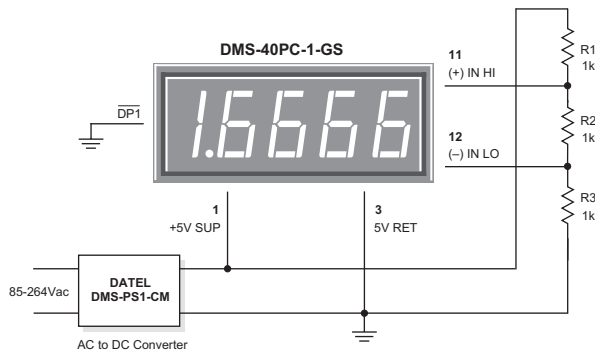 DMS-40PC-1-GS
11
(+) IN HI
R1
1k
DP1
1.6666
R2
1k
12
(–) IN LO
R3
1k
1
+5V SUP
3
5V RET
85-264Vac
DATEL
DMS-PS1-CM
AC to DC Converter